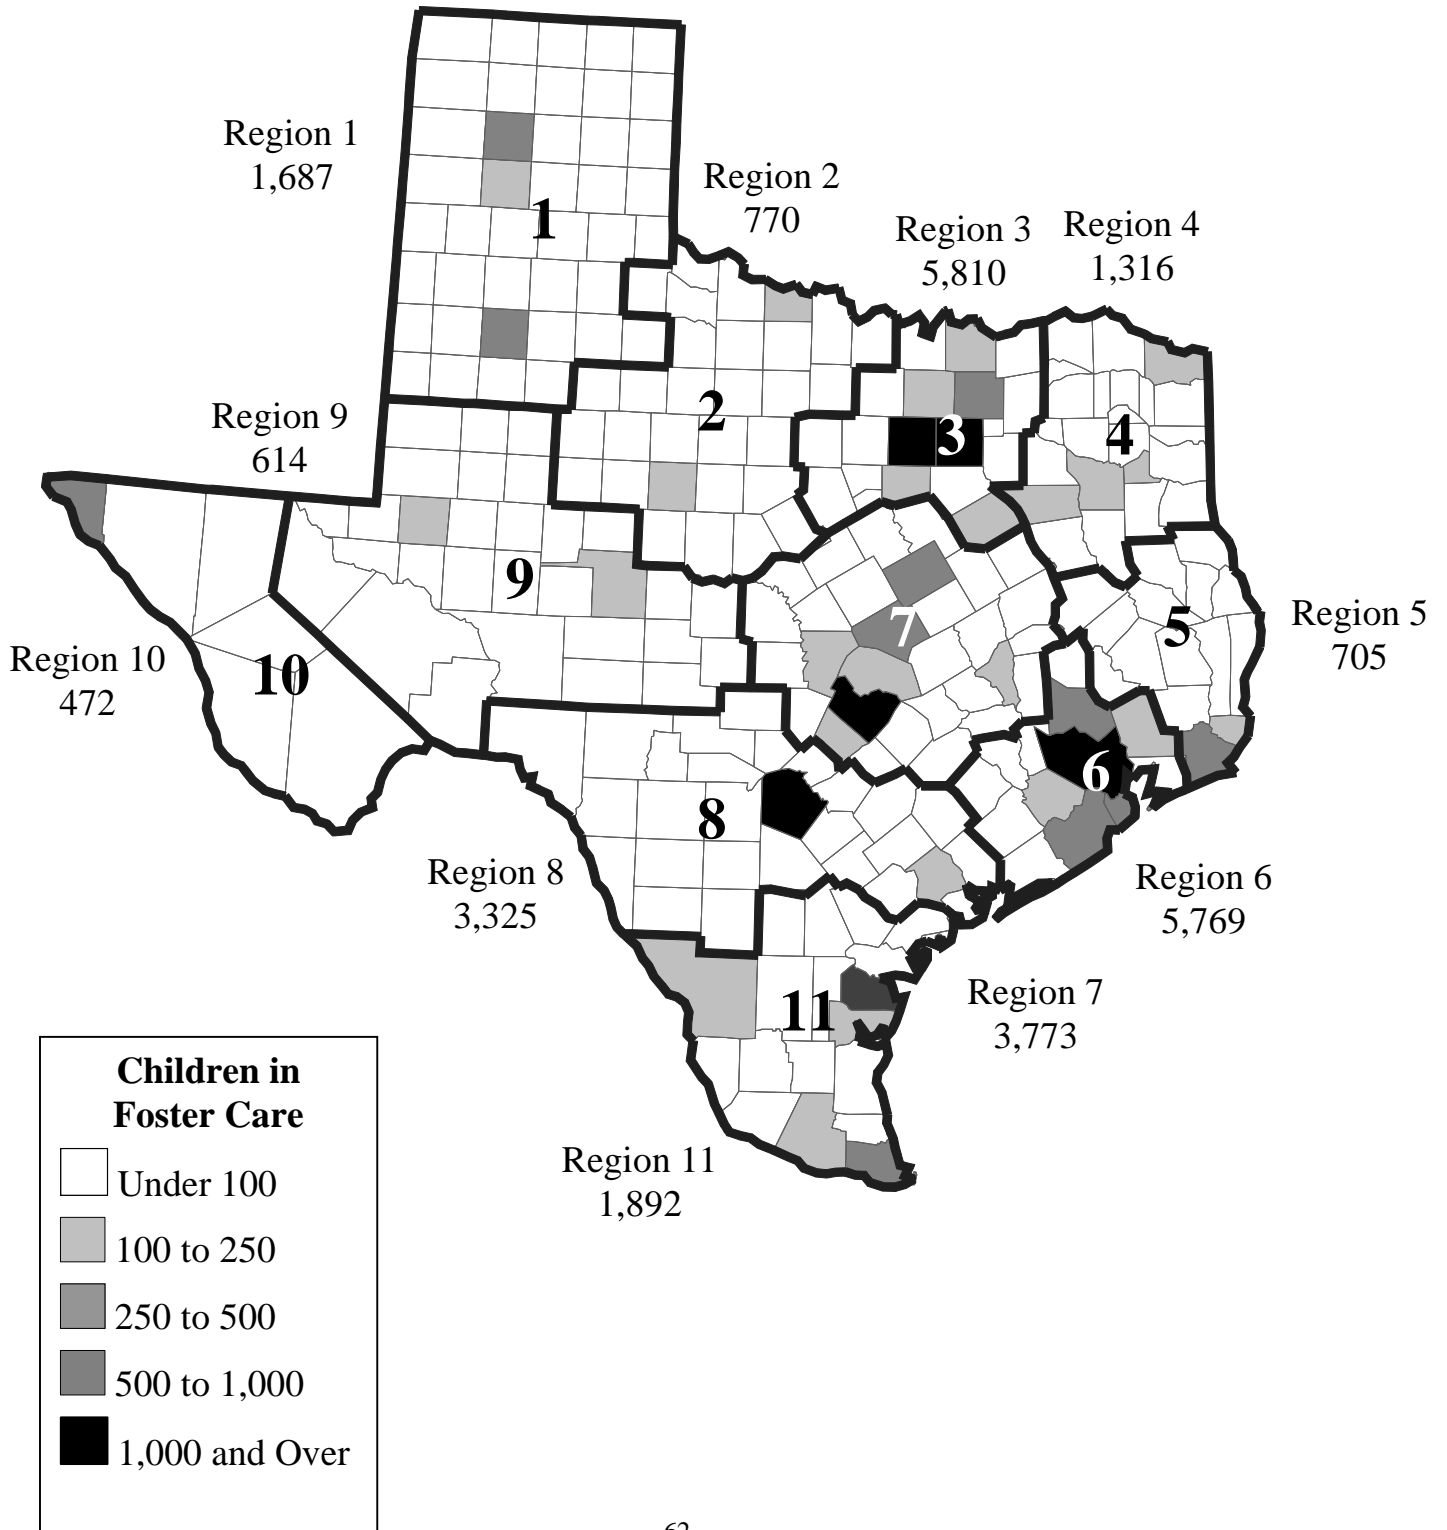 Region 1
1,687
Region 2
770
Region 3
5,810
Region 4
1,316
1
Region 9
614
2
3
4
9
7
5
Region 5
705
Region 10
472
10
6
8
Region 8
3,325
Region 6
5,769
11
Region 7
3,773
Region 11
1,892
Children in
Foster Care
Under 100
100 to 250
250 to 500
500 to 1,000
1,000 and Over